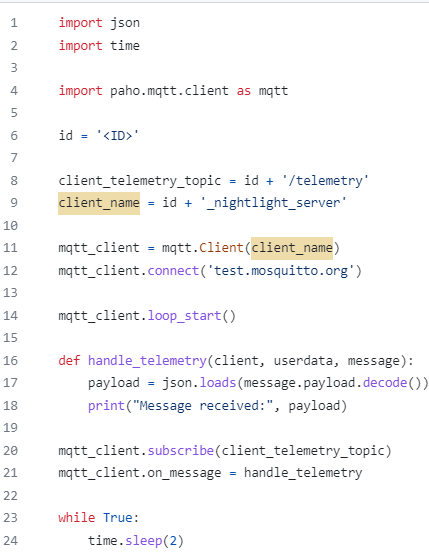 1 import json
2 import time
3
4 import paho.mqtt.client as mqtt
5
6 id = '<ID>'
7
8 client_telemetry_topic = id + '/telemetry'
9 client_name = id + '_nightlight_server'
10
11 mqtt_client = mqtt.Client(client_name)
12 mqtt_client.connect('test.mosquitto.org')
13
14 mqtt_client.loop_start()
15
16 def handle_telemetry(client, userdata, message):
17     payload = json.loads(message.payload.decode())
18     print("Message received:", payload)
19
20 mqtt_client.subscribe(client_telemetry_topic)
21 mqtt_client.on_message = handle_telemetry
22
23 while True:
24     time.sleep(2)